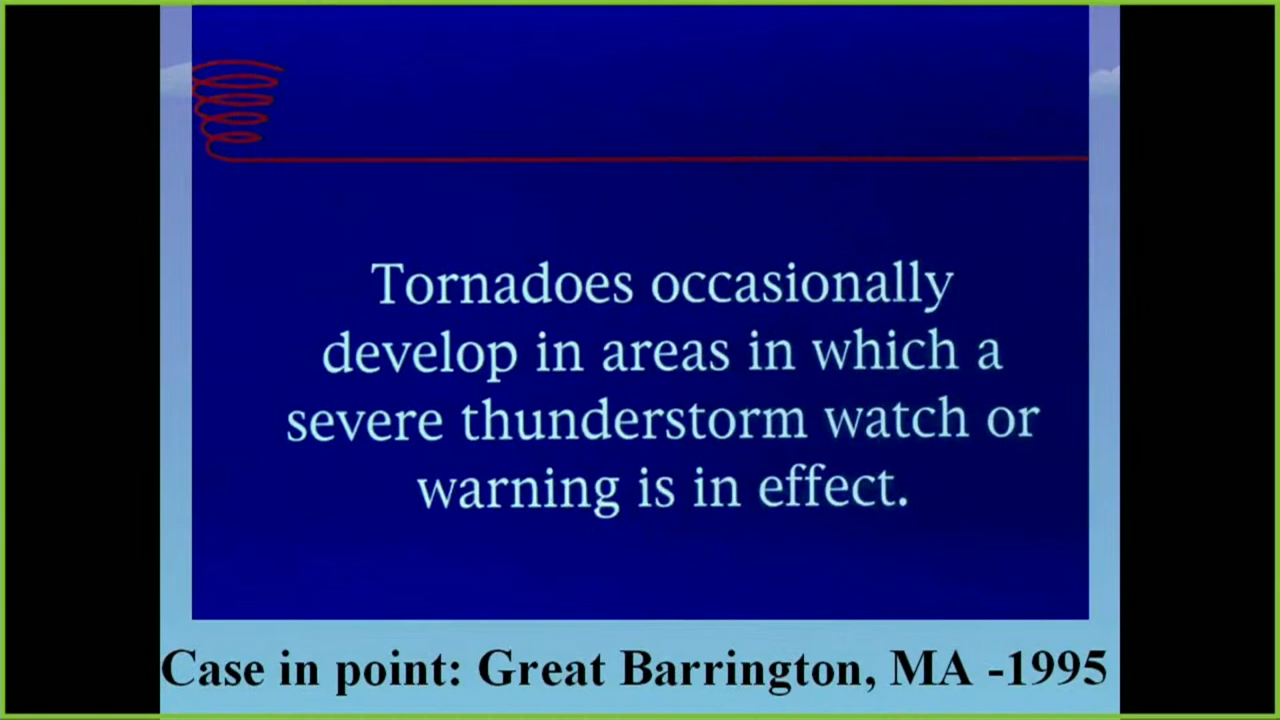 Tornadoes occasionally
develop in areas in which a
severe thunderstorm watch or
warning is in effect.
Case in point: Great Barrington, MA -1995